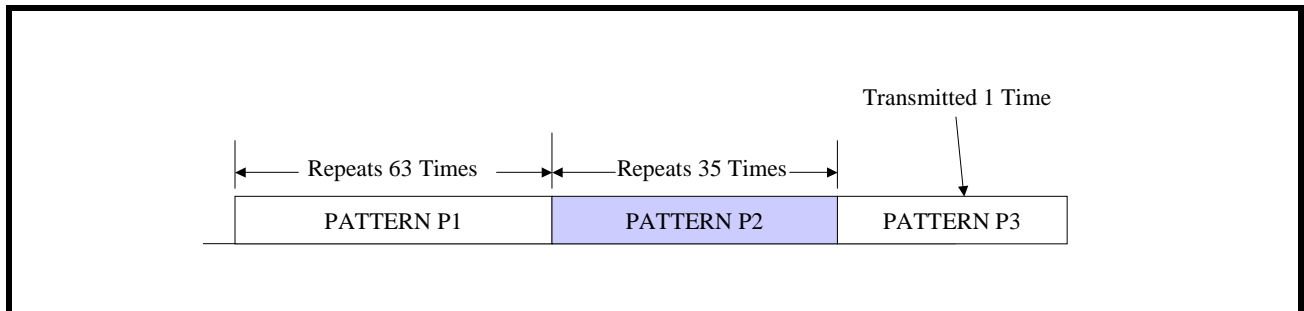 Transmitted 1 Time
Repeats 63 Times
Repeats 35 Times
PATTERN P1
PATTERN P2
PATTERN P3